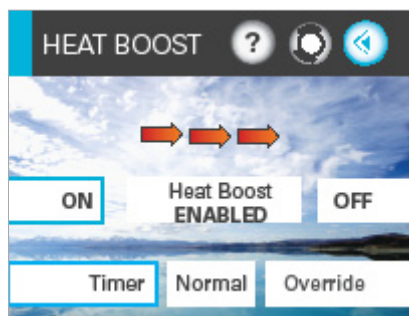 HEAT BOOST ?
ON Heat Boost ENABLED OFF
Timer Normal Override